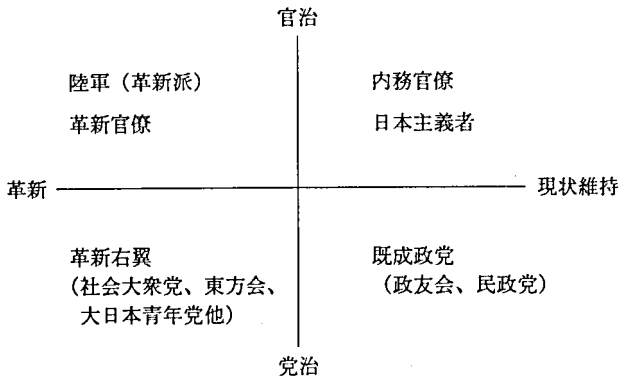 官治
陸軍（革新派）
革新官僚
内務官僚
日本主義者
革新
現状維持
革新右翼
（社会大衆党、東方会、
大日本青年党他）
既成政党
（政友会、民政党）
党治